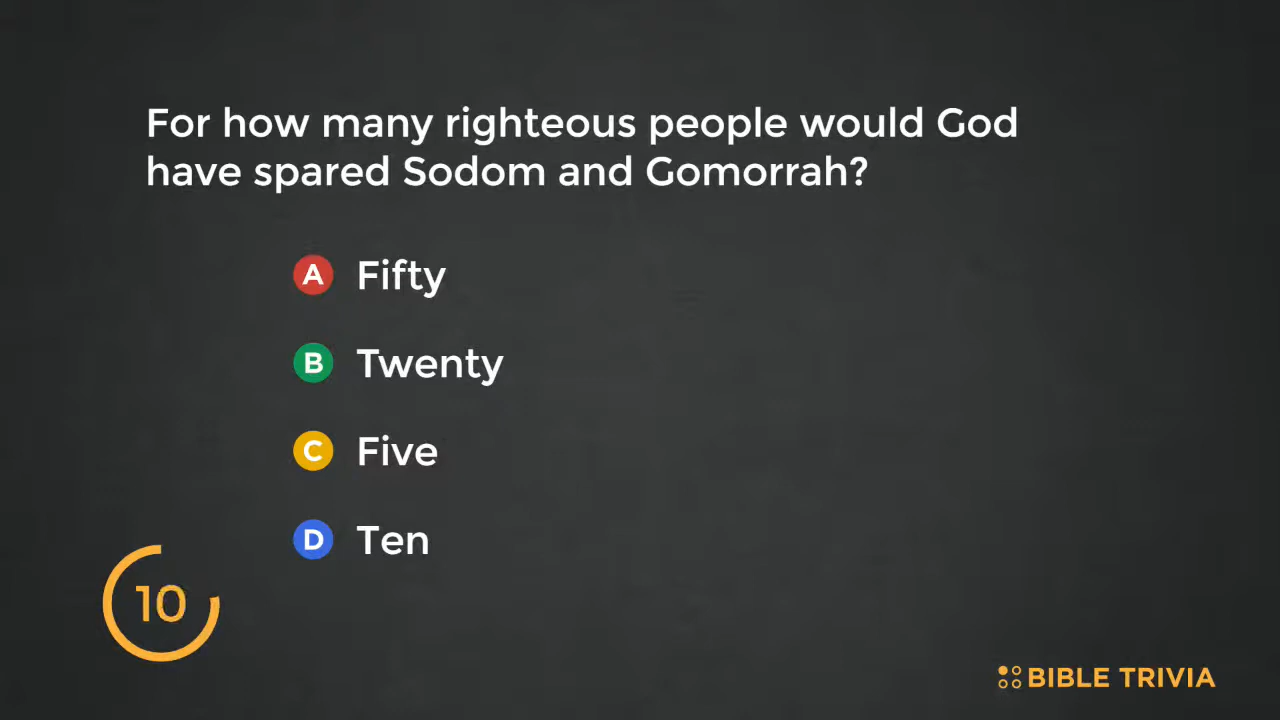 For how many righteous people would God
have spared Sodom and Gomorrah?
A Fifty
B Twenty
C Five
D Ten
10
BIBLE TRIVIA